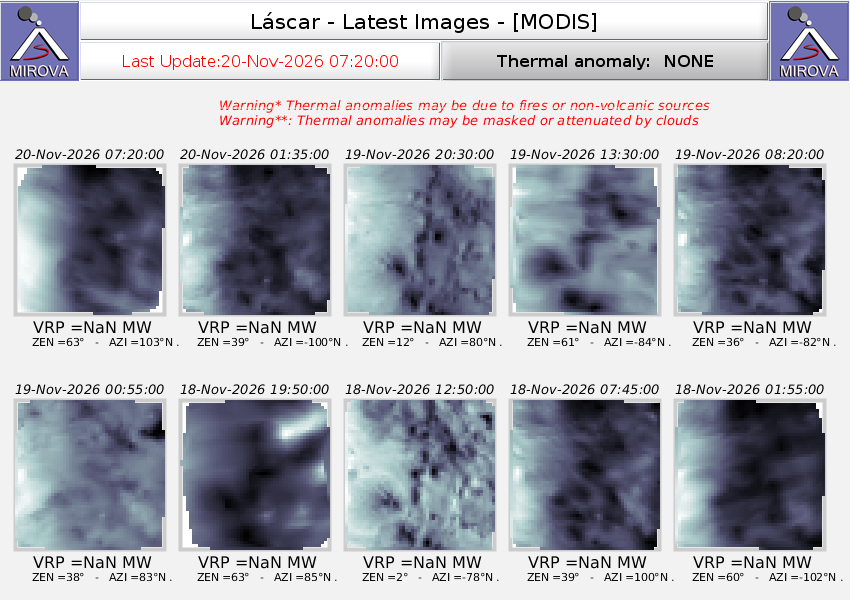 Láscar - Latest Images - [MODIS]
MIROVA
Last Update:20-Nov-2026 07:20:00
Thermal anomaly: NONE
MIROVA
Warning* Thermal anomalies may be due to fires or non-volcanic sources
Warning**: Thermal anomalies may be masked or attenuated by clouds
20-Nov-2026 07:20:00 20-Nov-2026 01:35:00 19-Nov-2026 20:30:00 19-Nov-2026 13:30:00 19-Nov-2026 08:20:00
VRP =NaN MW VRP =NaN MW VRP =NaN MW VRP =NaN MW VRP =NaN MW
ZEN =63° - AZI =103°N . ZEN =39° - AZI =-100°N . ZEN =12° - AZI =80°N . ZEN =61° - AZI =-84°N . ZEN =36° - AZI =-82°N .
19-Nov-2026 00:55:00 18-Nov-2026 19:50:00 18-Nov-2026 12:50:00 18-Nov-2026 07:45:00 18-Nov-2026 01:55:00
VRP =NaN MW VRP =NaN MW VRP =NaN MW VRP =NaN MW VRP =NaN MW
ZEN =38° - AZI =83°N . ZEN =63° - AZI =85°N . ZEN =2° - AZI =-78°N . ZEN =39° - AZI =100°N . ZEN =60° - AZI =-102°N .